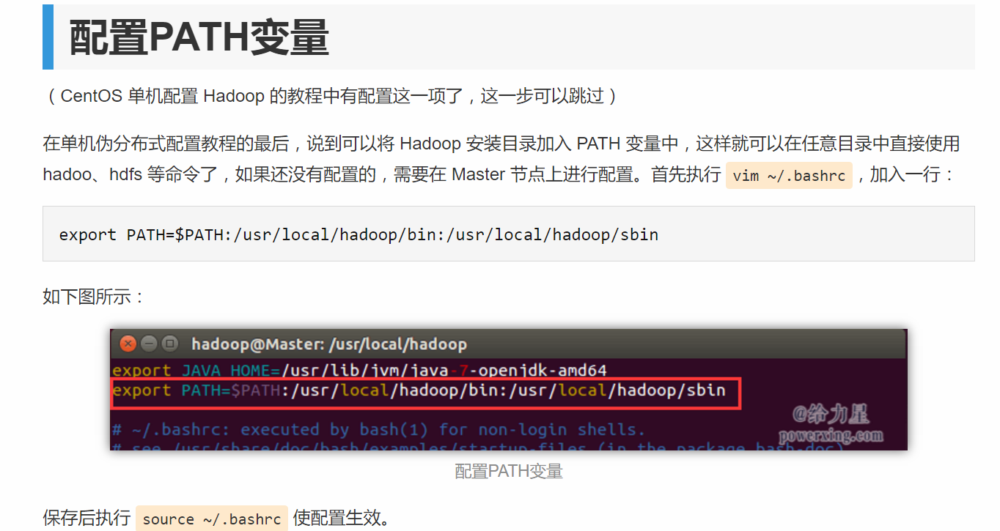 配置PATH变量
（ CentOS 单机配置 Hadoop 的教程中有配置这一项了，这一步可以跳过 ）
在单机伪分布式配置教程的最后，说到可以将 Hadoop 安装目录加入 PATH 变量中，这样就可以在任意目录中直接使用
hadoo、hdfs 等命令了，如果还没有配置的，需要在 Master 节点上进行配置。首先执行 vim ~/.bashrc ，加入一行：
export PATH=$PATH:/usr/local/hadoop/bin:/usr/local/hadoop/sbin
如下图所示：
hadoop@Master: /usr/local/hadoop
export JAVA_HOME=/usr/lib/jvm/java-7-openjdk-amd64
export PATH=$PATH:/usr/local/hadoop/bin:/usr/local/hadoop/sbin
# ~/.bashrc: executed by bash(1) for non-login shells.
# see /usr/share/doc/bash/examples/startup-files (in the package bash-doc)
@给力星
powerxing.com
配置PATH变量
保存后执行 source ~/.bashrc 使配置生效。